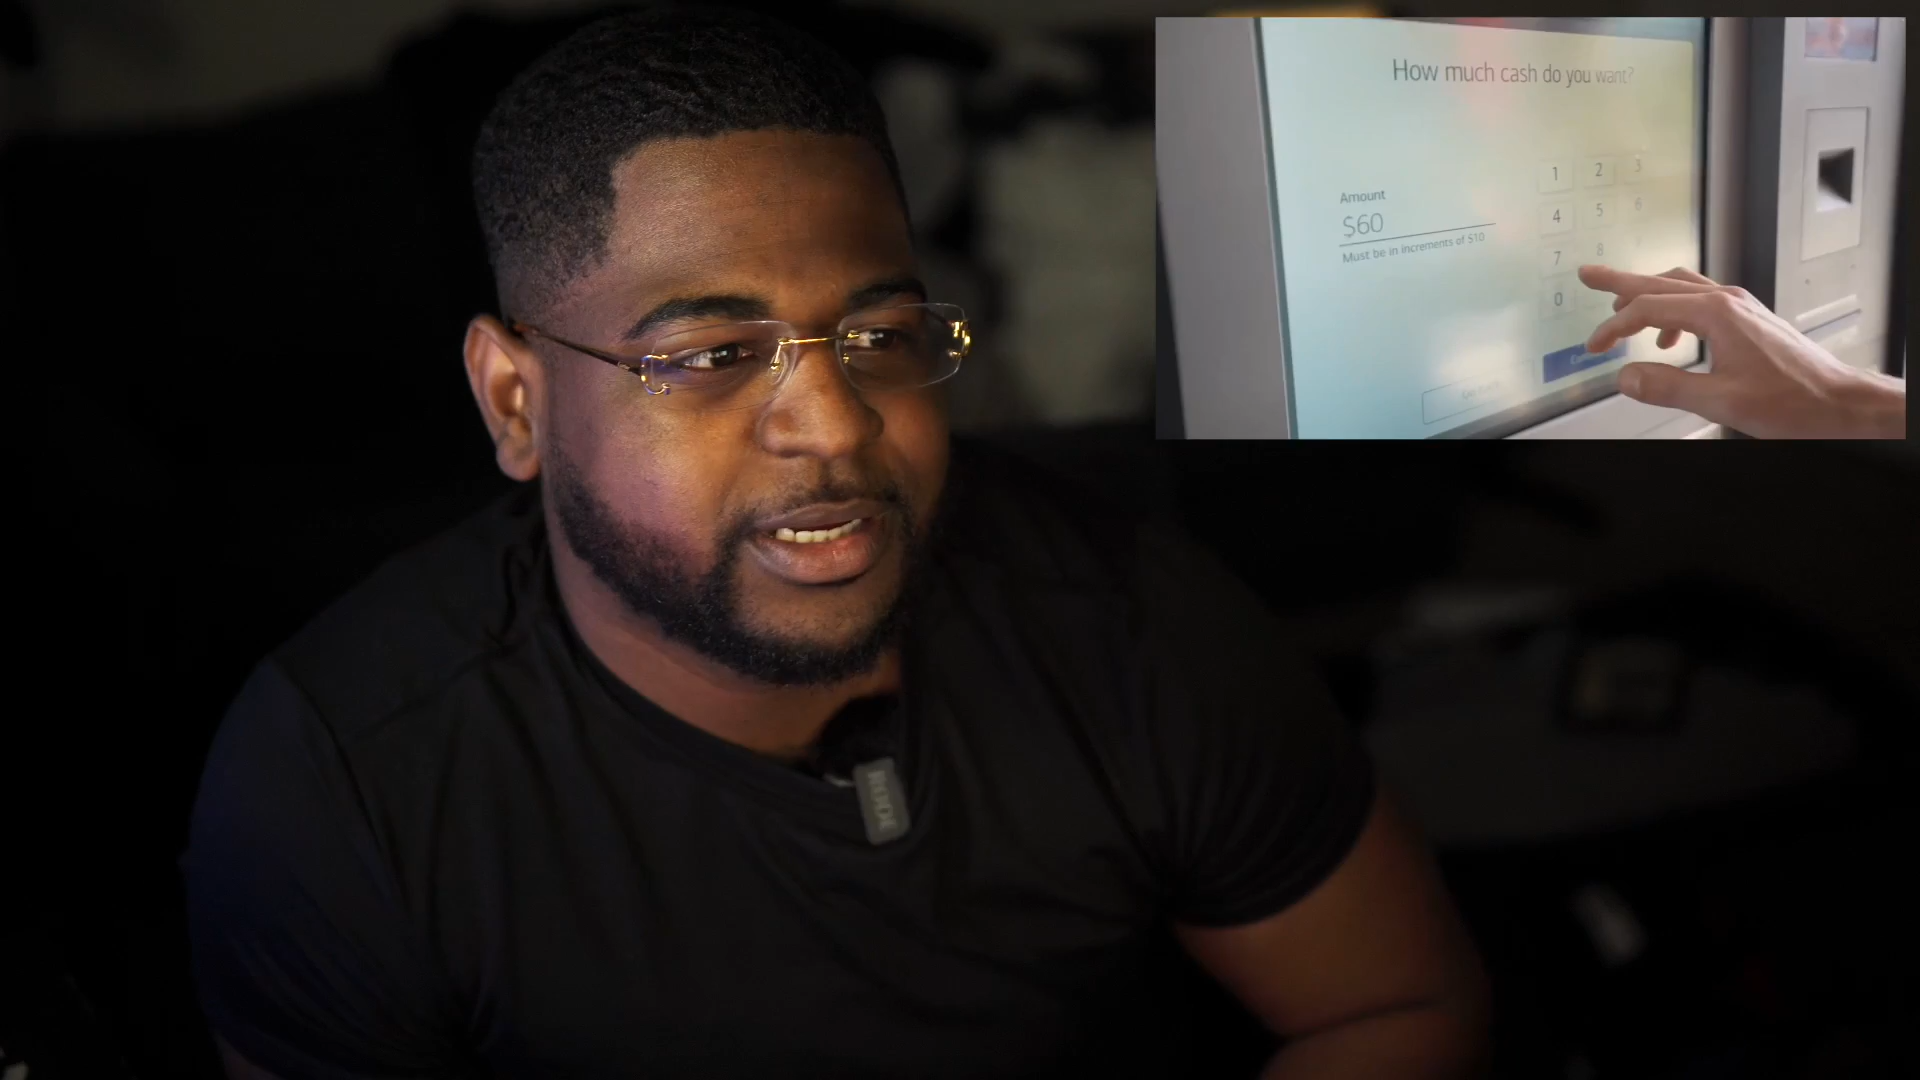 How much cash do you want?
Amount
$60
Must be in increments of $10
1 2 3
4 5 6
7 8
0
RODE